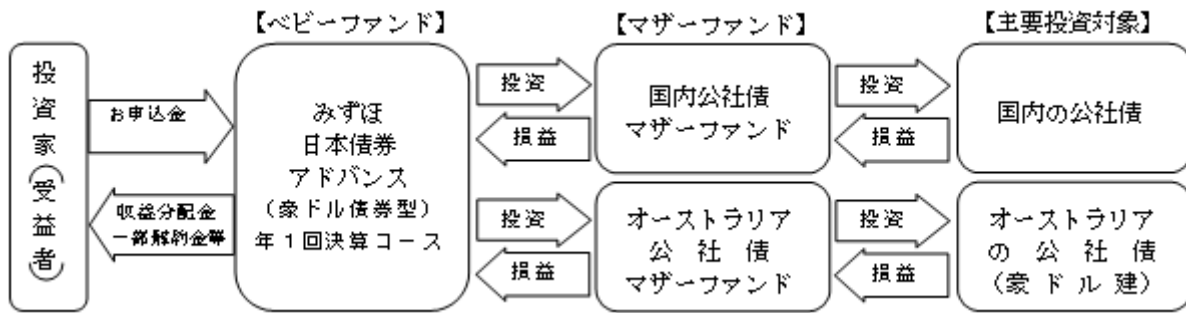 【ベビーファンド】
【マザーファンド】
【主要投資対象】
投資家(受益者)
お申込金
収益分配金
一部解約金等
みずほ
日本債券
アドバンス
(豪ドル債券型)
年1回決算コース
投資
損益
国内公社債
マザーファンド
投資
損益
国内の公社債
投資
損益
オーストラリア
公社債
マザーファンド
投資
損益
オーストラリア
の公社債
(豪ドル建)